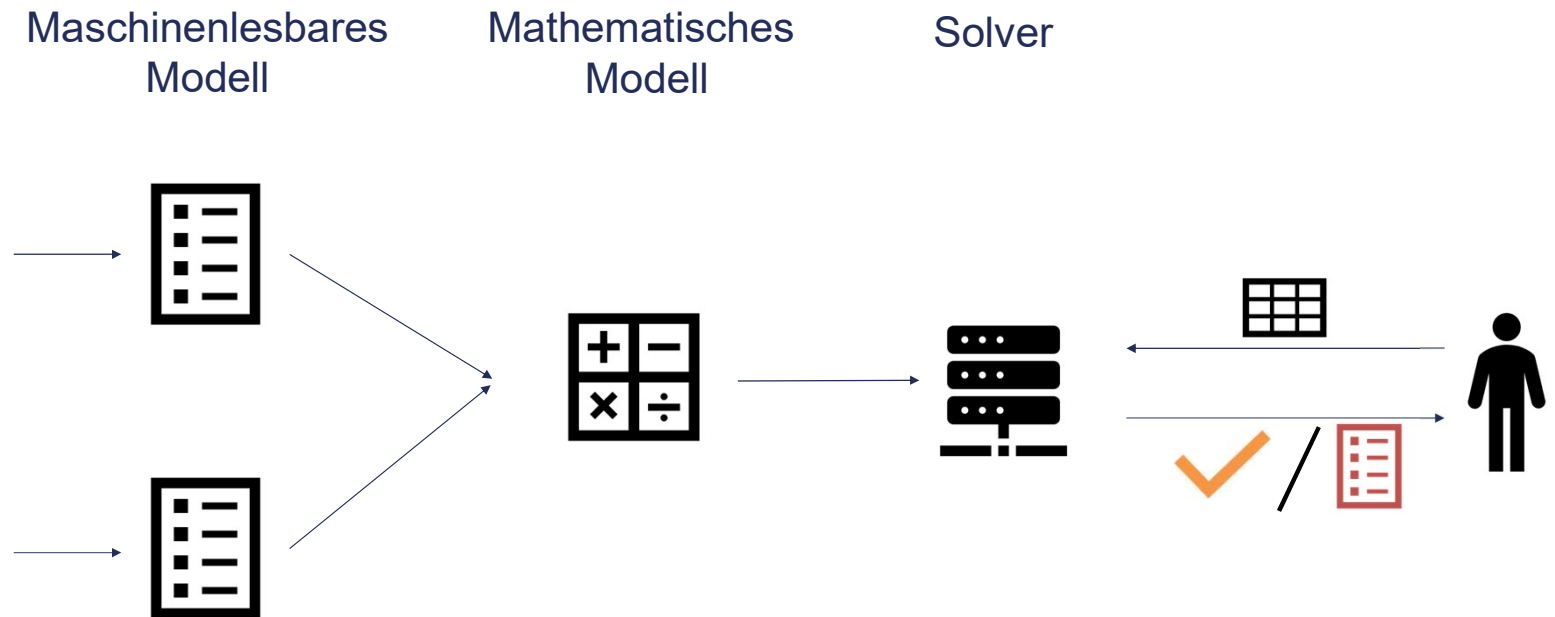 Maschinenlesbares
Modell
Mathematisches
Modell
Solver